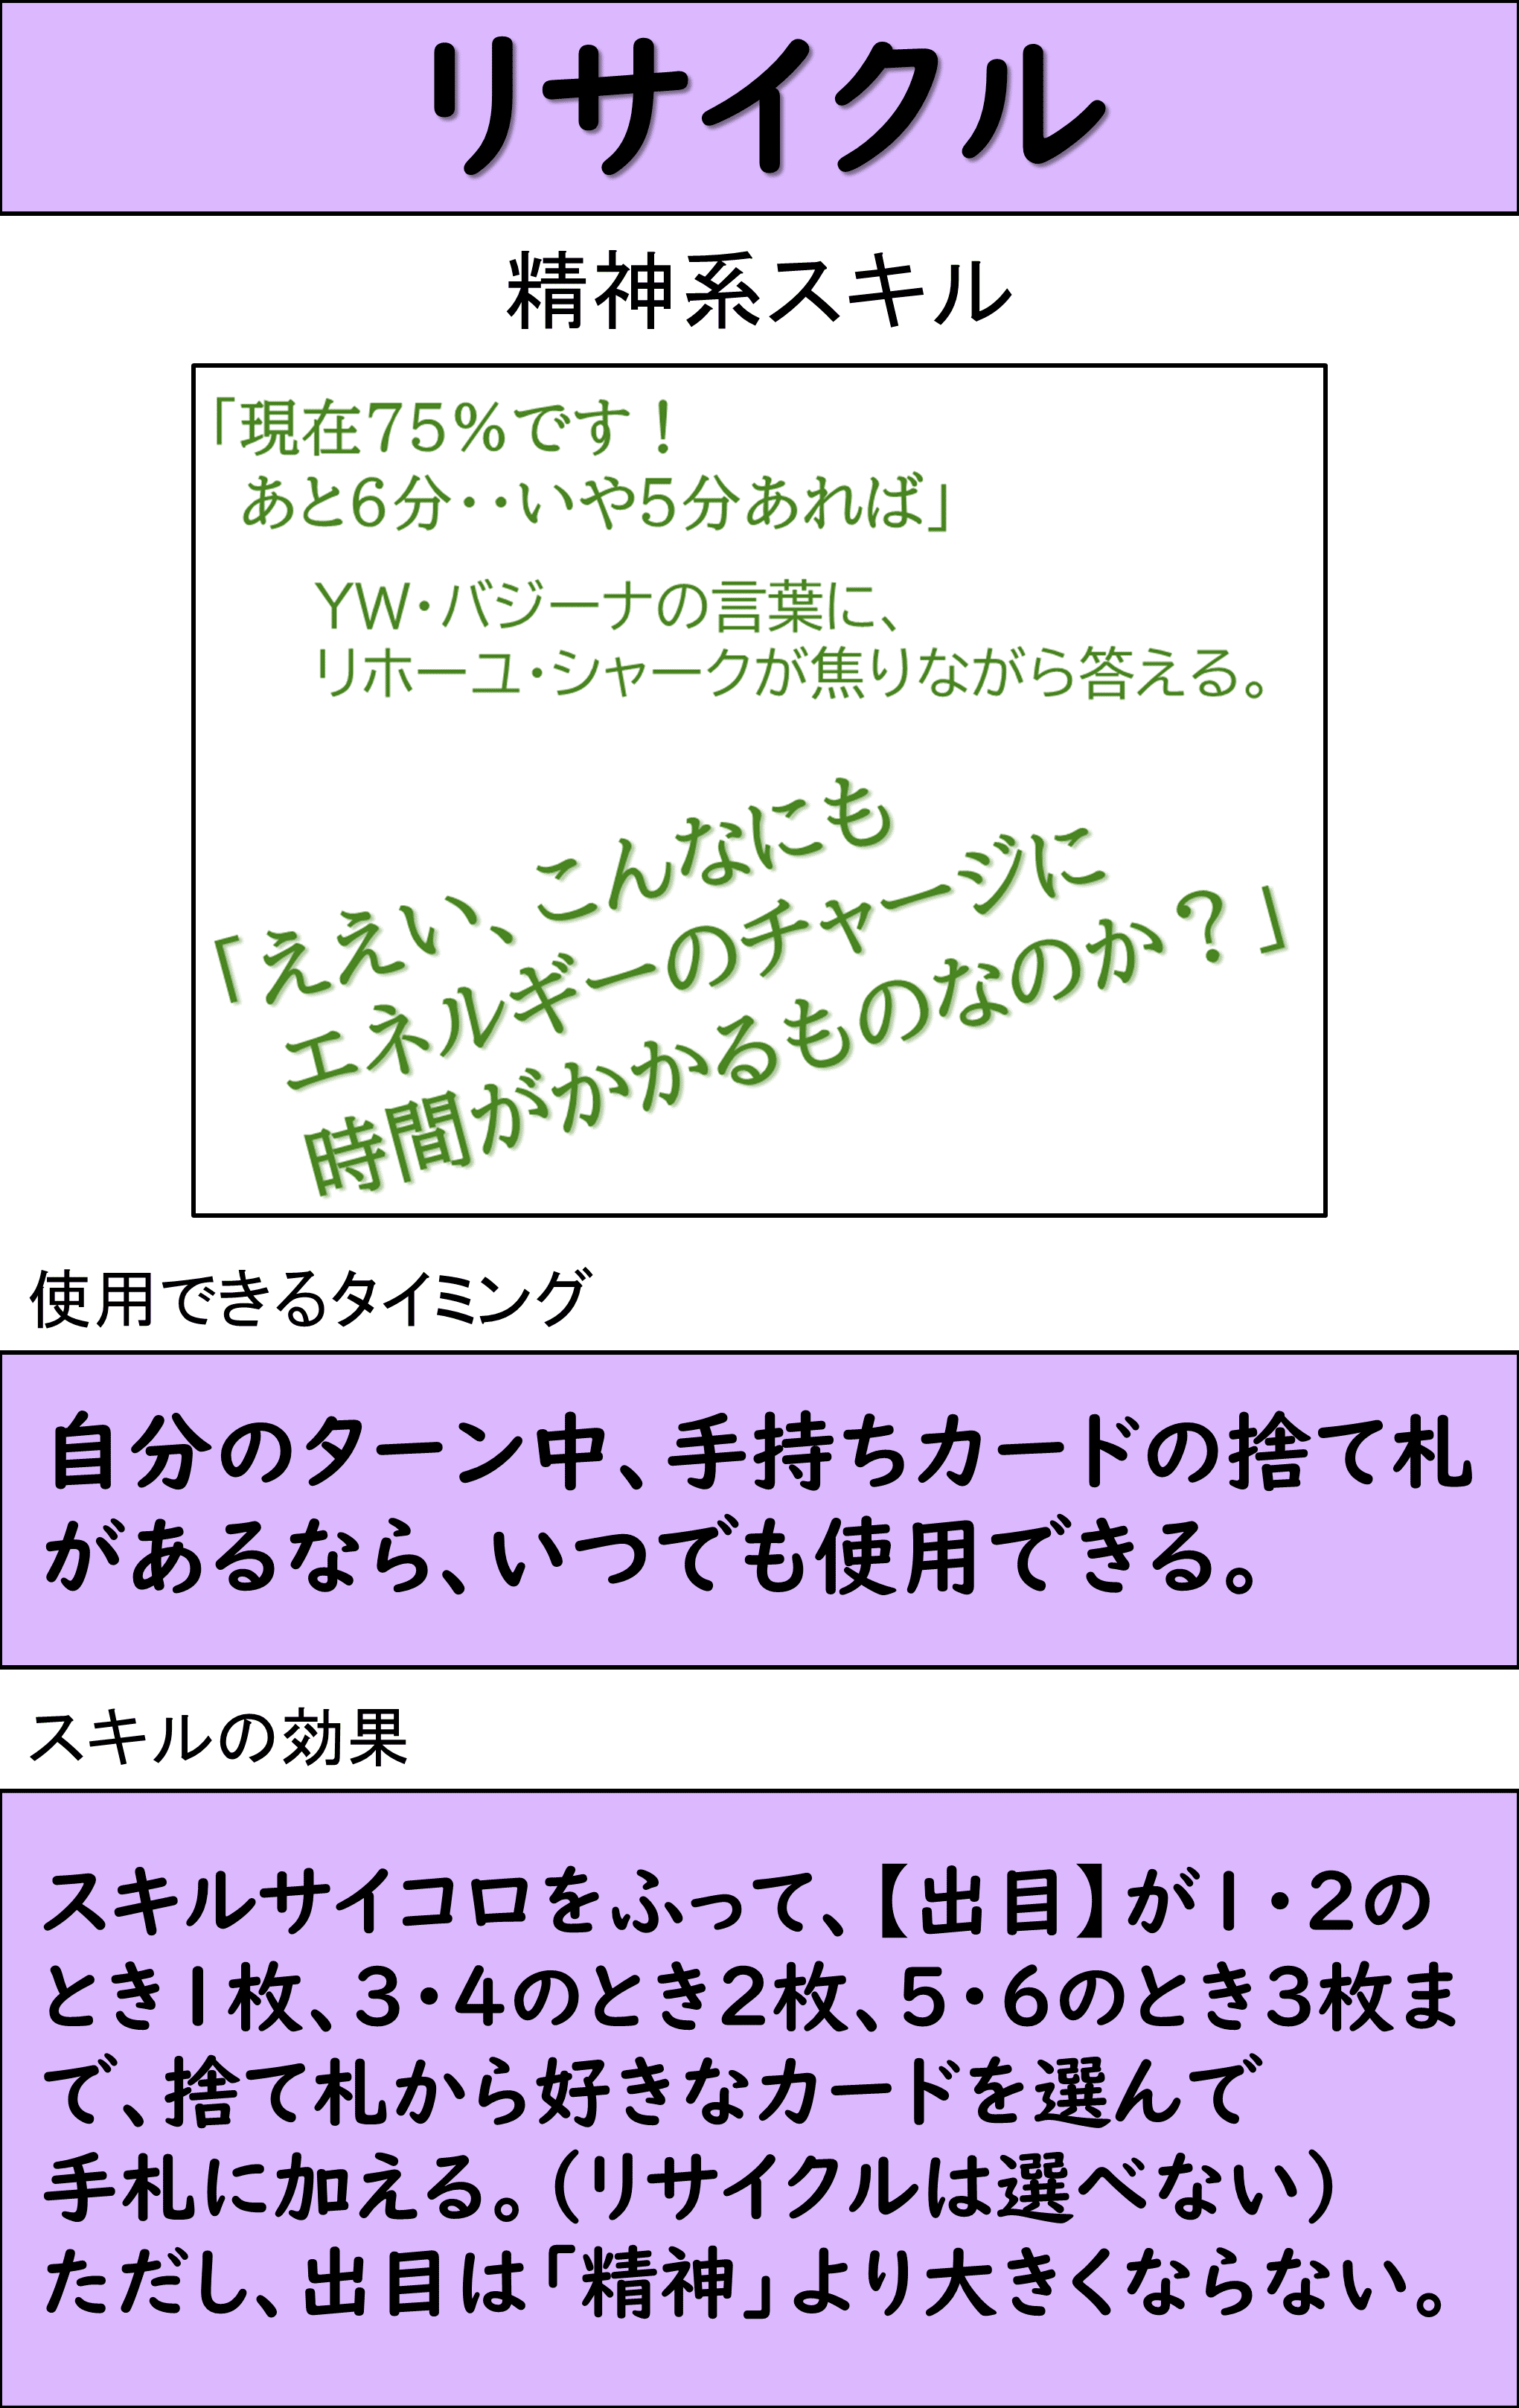 リサイクル
精神系スキル
「現在75％です！
あと6分・・いや5分あれば」
YW・バジーナの言葉に、
リホーユ・シャークが焦りながら答える。
「ええい、こんなにも
エネルギーのチャージに
時間がかかるものなのか？」
使用できるタイミング
自分のターン中、手持ちカードの捨て札
があるなら、いつでも使用できる。
スキルの効果
スキルサイコロをふって、【出目】が1・2の
とき1枚、3・4のとき2枚、5・6のとき3枚ま
で、捨て札から好きなカードを選んで
手札に加える。（リサイクルは選べない）
ただし、出目は「精神」より大きくならない。